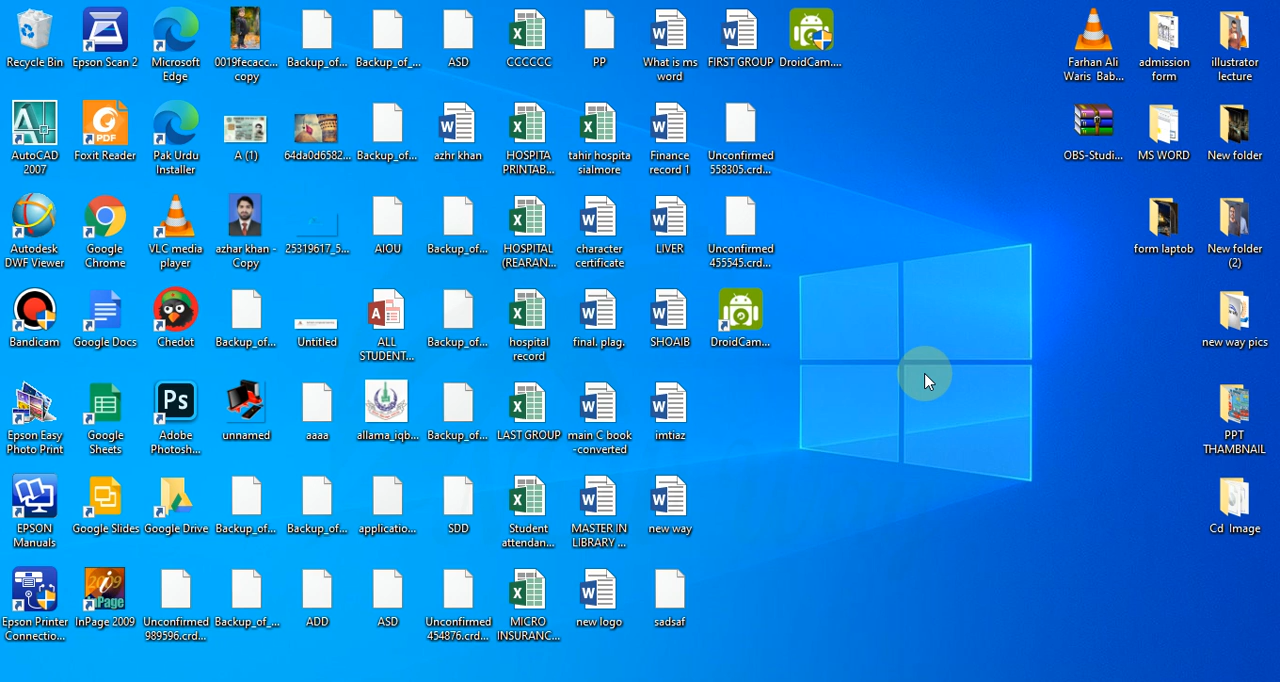 Recycle Bin
Epson Scan 2
Microsoft
Edge
0019fecacc...
copy
Backup_of...
Backup_of_...
ASD
CCCCCC
PP
What is ms
word
FIRST GROUP
DroidCam....
Farhan Ali
Waris Bab...
admission
form
illustrator
lecture
AutoCAD
2007
Foxit Reader
Pak Urdu
Installer
A (1)
64da0d6582...
Backup_of...
azhr khan
HOSPITA
PRINTAB...
tahir hospita
sialmore
Finance
record 1
Unconfirmed
558305.crd...
OBS-Studi...
MS WORD
New folder
Autodesk
DWF Viewer
Google
Chrome
VLC media
player
azhar khan -
Copy
25319617_5...
AIOU
Backup_of...
HOSPITAL
(REARAN...
character
certificate
LIVER
Unconfirmed
455545.crd...
form laptob
New folder
(2)
Bandicam
Google Docs
Chedot
Backup_of...
Untitled
ALL
STUDENT...
Backup_of...
hospital
record
final. plag.
SHOAIB
DroidCam...
new way pics
Epson Easy
Photo Print
Google
Sheets
Ps
Adobe
Photosh...
unnamed
aaaa
allama_iqb...
Backup_of...
LAST GROUP
main C book
-converted
imtiaz
PPT
THAMBNAIL
EPSON
Manuals
Google Slides
Google Drive
Backup_of...
Backup_of...
applicatio...
SDD
Student
attendan...
MASTER IN
LIBRARY ...
new way
Cd Image
Epson Printer
Connectio...
InPage 2009
Unconfirmed
989596.crd...
Backup_of_...
ADD
ASD
Unconfirmed
454876.crd...
MICRO
INSURANC...
new logo
sadsaf